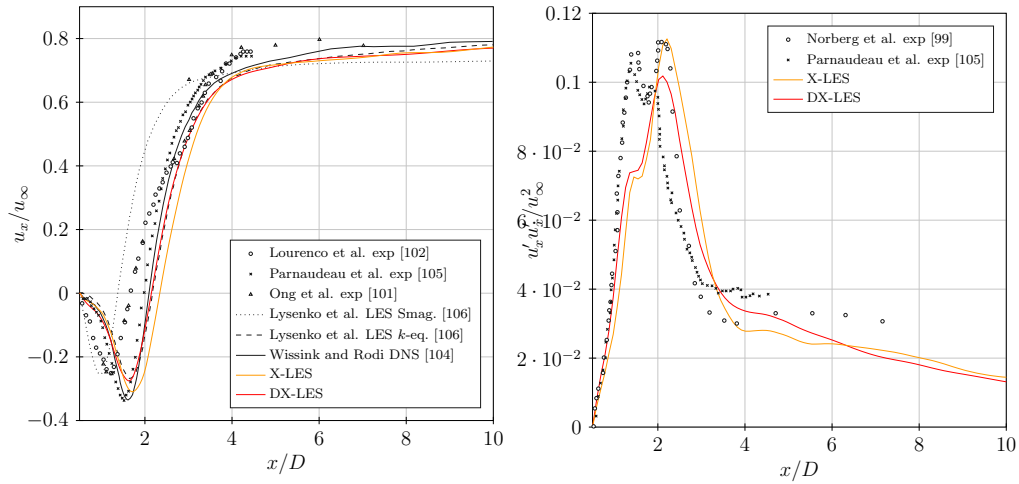 0.8
0.6
0.4
0.2
0
−0.2
−0.4
u_x/u_∞
Lourenco et al. exp [102]
Parnaudeau et al. exp [105]
Ong et al. exp [101]
Lysenko et al. LES Smag. [106]
Lysenko et al. LES k-eq. [106]
Wissink and Rodi DNS [104]
X-LES
DX-LES
2 4 6 8 10
x/D
0.12
0.1
8·10⁻²
6·10⁻²
4·10⁻²
2·10⁻²
0
u'_x u'_x/u²_∞
Norberg et al. exp [99]
Parnaudeau et al. exp [105]
X-LES
DX-LES
0 2 4 6 8 10
x/D